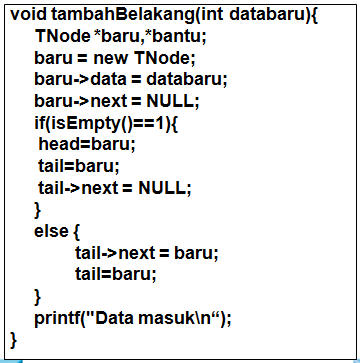 void tambahBelakang(int databaru){
TNode *baru,*bantu;
baru = new TNode;
baru->data = databaru;
baru->next = NULL;
if(isEmpty()==1){
head=baru;
tail=baru;
tail->next = NULL;
}
else {
tail->next = baru;
tail=baru;
}
printf("Data masuk\n“);
}